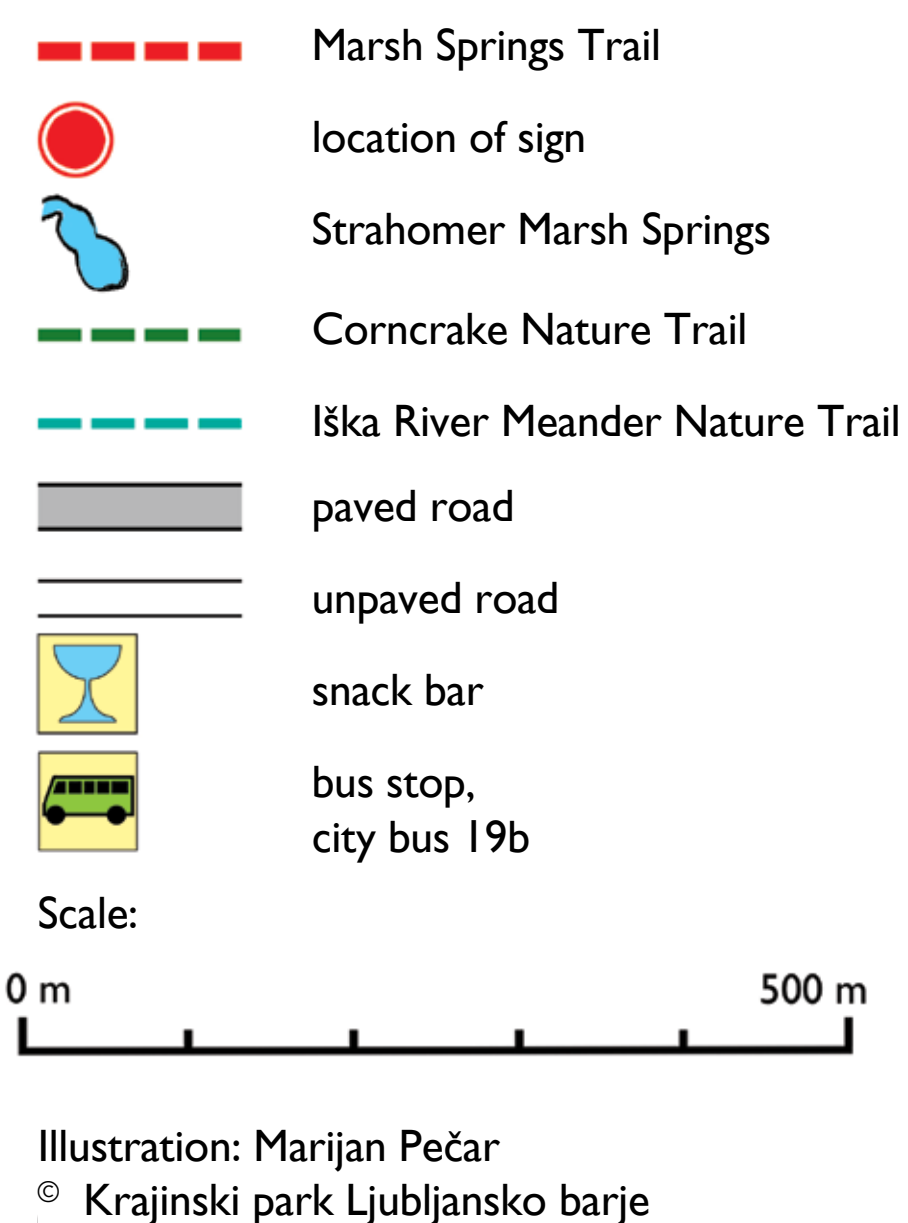 Marsh Springs Trail
location of sign
Strahomer Marsh Springs
Corncrake Nature Trail
Iška River Meander Nature Trail
paved road
unpaved road
snack bar
bus stop,
city bus 19b
Scale:
0 m 500 m
Illustration: Marijan Pečar
© Krajinski park Ljubljansko barje